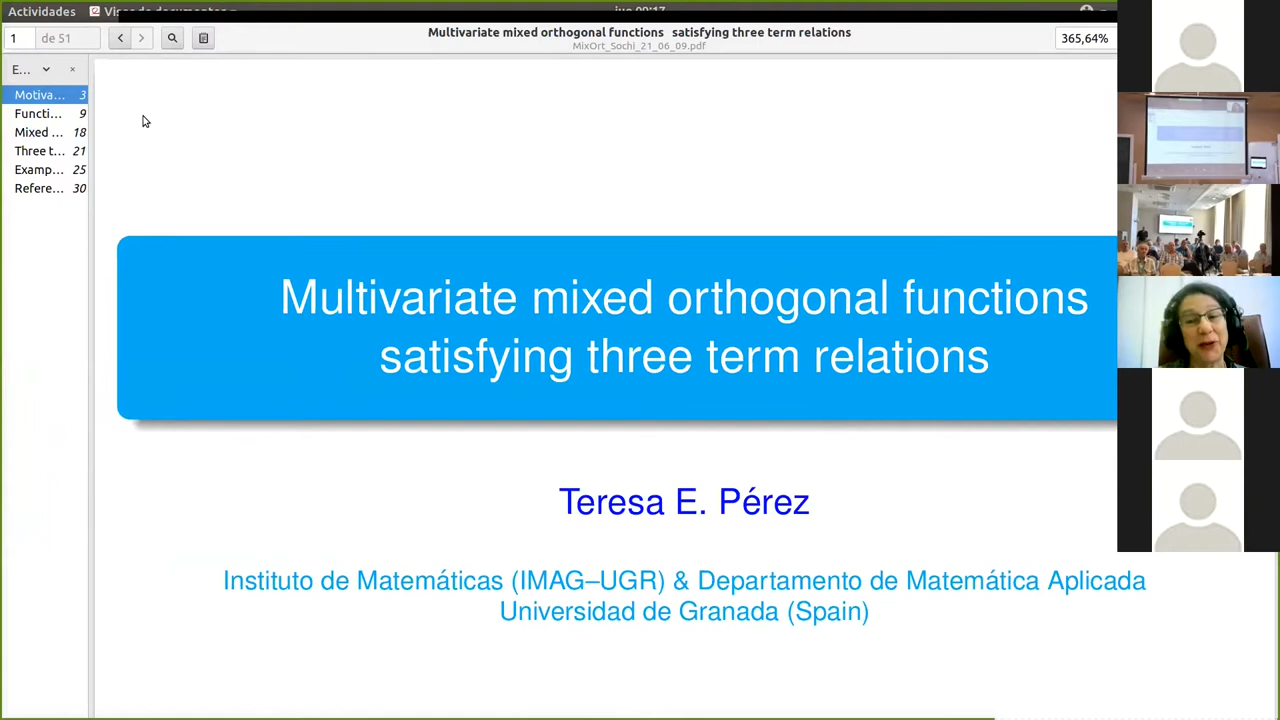 Actividades
1
de 51
Multivariate mixed orthogonal functions satisfying three term relations
MixOrt_Sochi_21_06_09.pdf
365,64%
E...
Motiva... 3
Functi... 9
Mixed ... 18
Three t... 21
Examp... 25
Refere... 30
Multivariate mixed orthogonal functions
satisfying three term relations
Teresa E. Pérez
Instituto de Matemáticas (IMAG–UGR) & Departamento de Matemática Aplicada
Universidad de Granada (Spain)